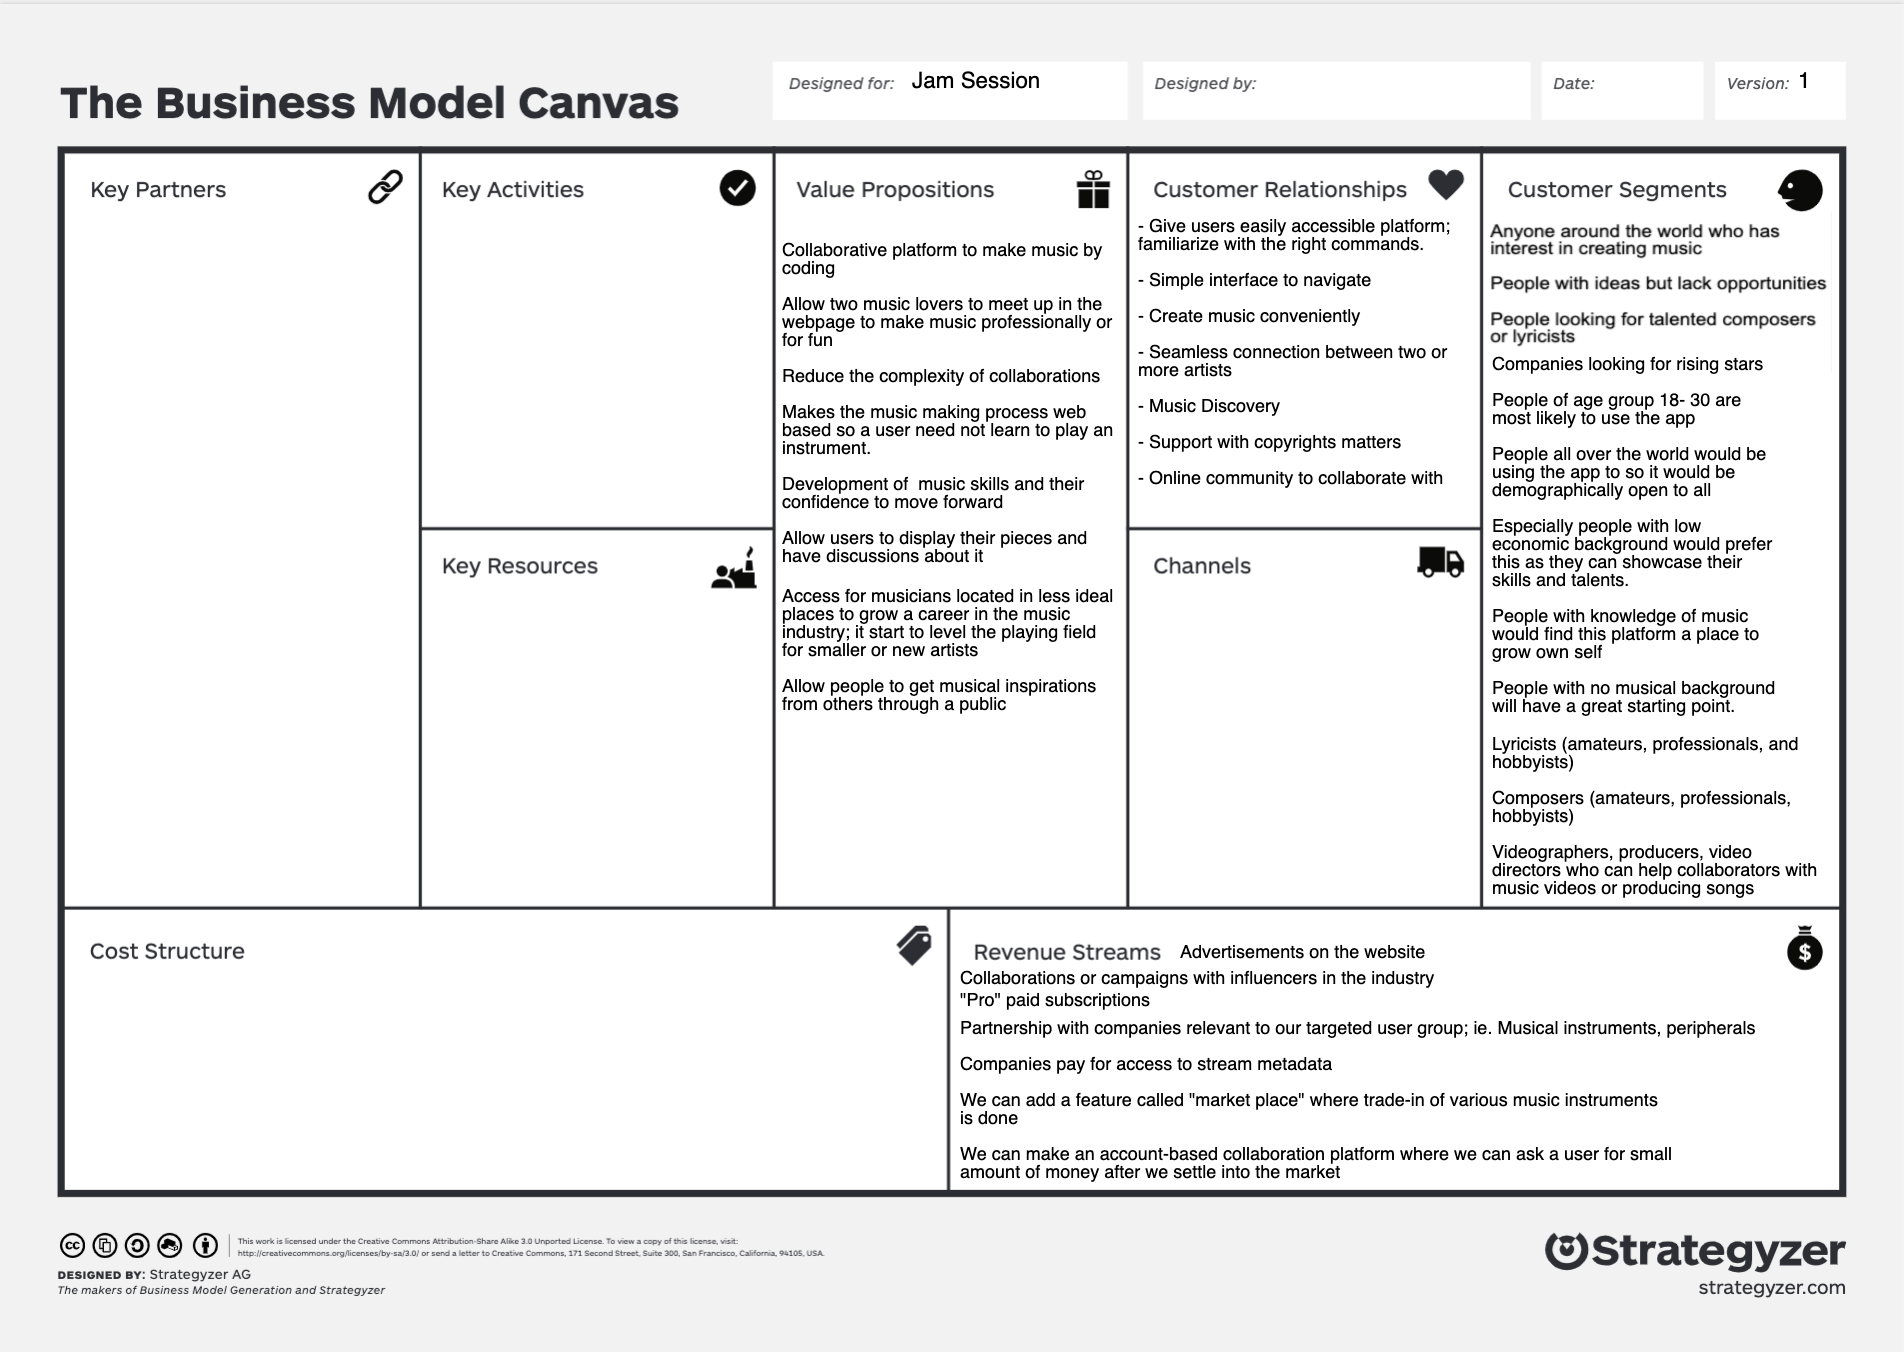 The Business Model Canvas
Designed for: Jam Session
Designed by:
Date:
Version: 1
Key Partners
Key Activities
Key Resources
Value Propositions
Collaborative platform to make music by
coding
Allow two music lovers to meet up in the
webpage to make music professionally or
for fun
Reduce the complexity of collaborations
Makes the music making process web
based so a user need not learn to play an
instrument.
Development of  music skills and their
confidence to move forward
Allow users to display their pieces and
have discussions about it
Access for musicians located in less ideal
places to grow a career in the music
industry; it start to level the playing field
for smaller or new artists
Allow people to get musical inspirations
from others through a public
Customer Relationships
- Give users easily accessible platform;
familiarize with the right commands.
- Simple interface to navigate
- Create music conveniently
- Seamless connection between two or
more artists
- Music Discovery
- Support with copyrights matters
- Online community to collaborate with
Channels
Customer Segments
Anyone around the world who has
interest in creating music
People with ideas but lack opportunities
People looking for talented composers
or lyricists
Companies looking for rising stars
People of age group 18- 30 are
most likely to use the app
People all over the world would be
using the app to so it would be
demographically open to all
Especially people with low
economic background would prefer
this as they can showcase their
skills and talents.
People with knowledge of music
would find this platform a place to
grow own self
People with no musical background
will have a great starting point.
Lyricists (amateurs, professionals, and
hobbyists)
Composers (amateurs, professionals,
hobbyists)
Videographers, producers, video
directors who can help collaborators with
music videos or producing songs
Cost Structure
Revenue Streams Advertisements on the website
$
Collaborations or campaigns with influencers in the industry
"Pro" paid subscriptions
Partnership with companies relevant to our targeted user group; ie. Musical instruments, peripherals
Companies pay for access to stream metadata
We can add a feature called "market place" where trade-in of various music instruments
is done
We can make an account-based collaboration platform where we can ask a user for small
amount of money after we settle into the market
cc
This work is licensed under the Creative Commons Attribution-Share Alike 3.0 Unported License. To view a copy of this license, visit:
http://creativecommons.org/licenses/by-sa/3.0/ or send a letter to Creative Commons, 171 Second Street, Suite 300, San Francisco, California, 94105, USA.
DESIGNED BY: Strategyzer AG
The makers of Business Model Generation and Strategyzer
Strategyzer
strategyzer.com